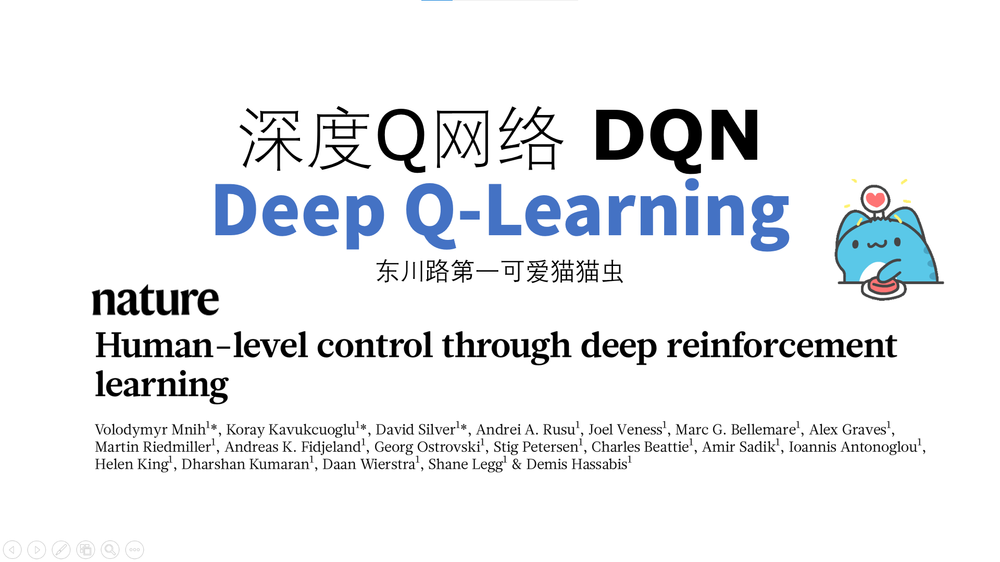 深度Q网络 DQN
Deep Q-Learning
东川路第一可爱猫猫虫
nature
Human-level control through deep reinforcement
learning
Volodymyr Mnih¹*, Koray Kavukcuoglu¹*, David Silver¹*, Andrei A. Rusu¹, Joel Veness¹, Marc G. Bellemare¹, Alex Graves¹,
Martin Riedmiller¹, Andreas K. Fidjeland¹, Georg Ostrovski¹, Stig Petersen¹, Charles Beattie¹, Amir Sadik¹, Ioannis Antonoglou¹,
Helen King¹, Dharshan Kumaran¹, Daan Wierstra¹, Shane Legg¹ & Demis Hassabis¹